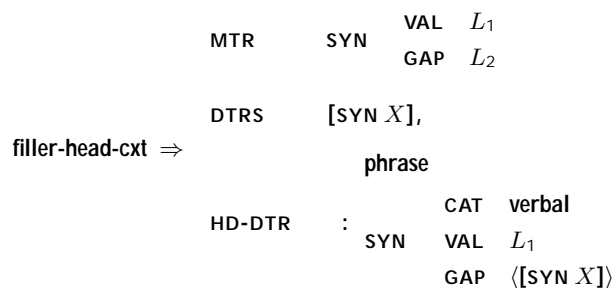 MTR SYN VAL L₁
GAP L₂
DTRS [SYN X],
filler-head-cxt ⇒
phrase
HD-DTR : SYN CAT verbal
VAL L₁
GAP ⟨[SYN X]⟩